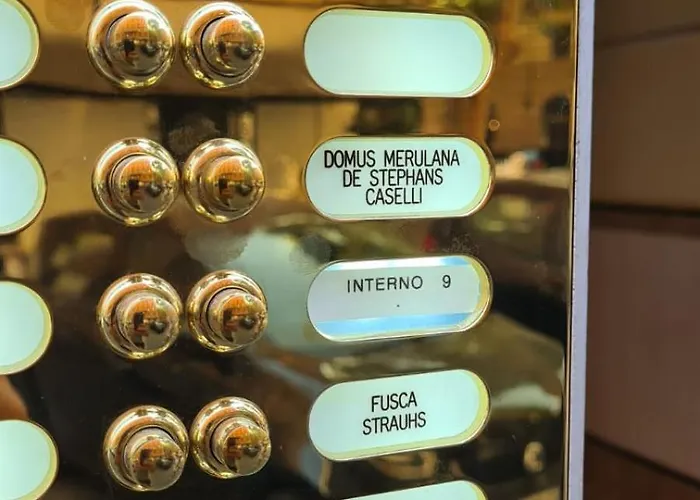 DOMUS MERULANA
DE STEPHANS
CASELLI
INTERNO 9
FUSCA
STRAUHS